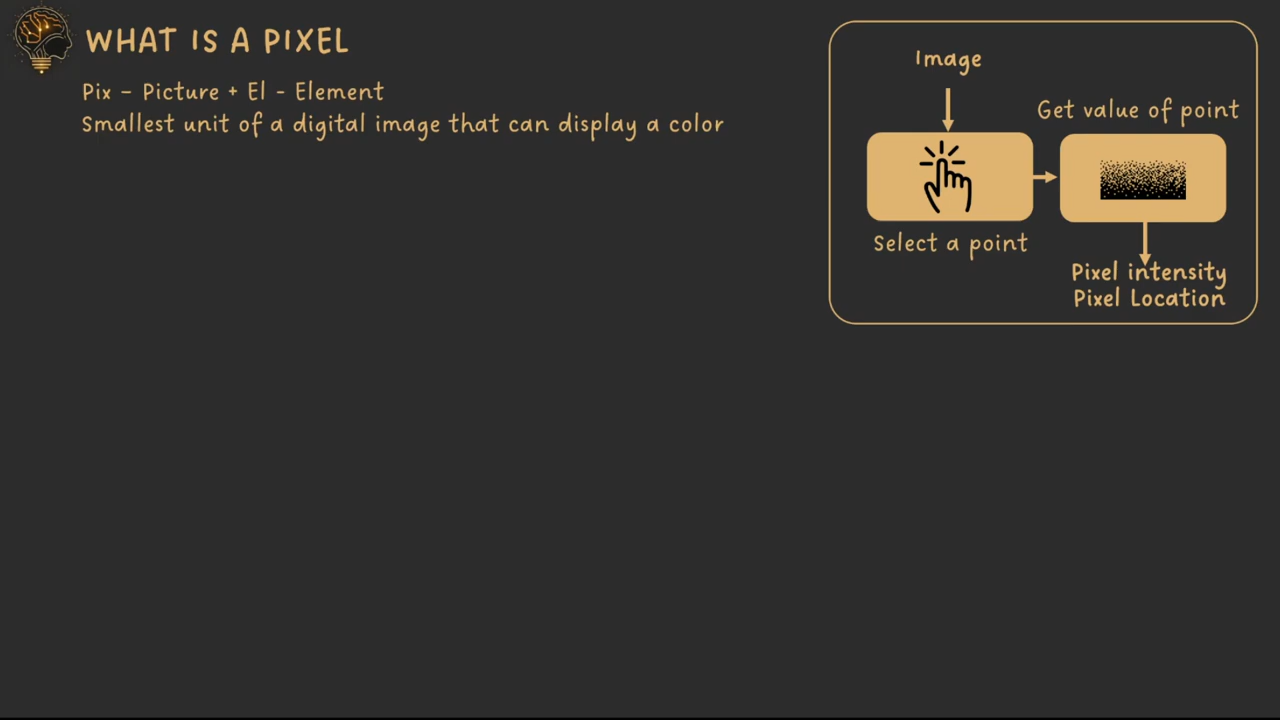 WHAT IS A PIXEL
Pix – Picture + El - Element
Smallest unit of a digital image that can display a color
Image
Get value of point
Select a point
Pixel intensity
Pixel Location